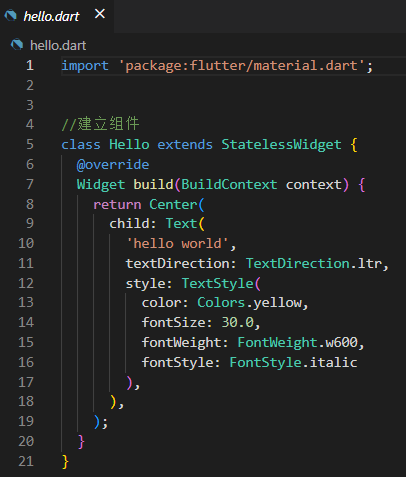 hello.dart
hello.dart
1 import 'package:flutter/material.dart';
2
3
4 //建立组件
5 class Hello extends StatelessWidget {
6   @override
7   Widget build(BuildContext context) {
8     return Center(
9       child: Text(
10         'hello world',
11         textDirection: TextDirection.ltr,
12         style: TextStyle(
13           color: Colors.yellow,
14           fontSize: 30.0,
15           fontWeight: FontWeight.w600,
16           fontStyle: FontStyle.italic
17         ),
18       ),
19     );
20   }
21 }